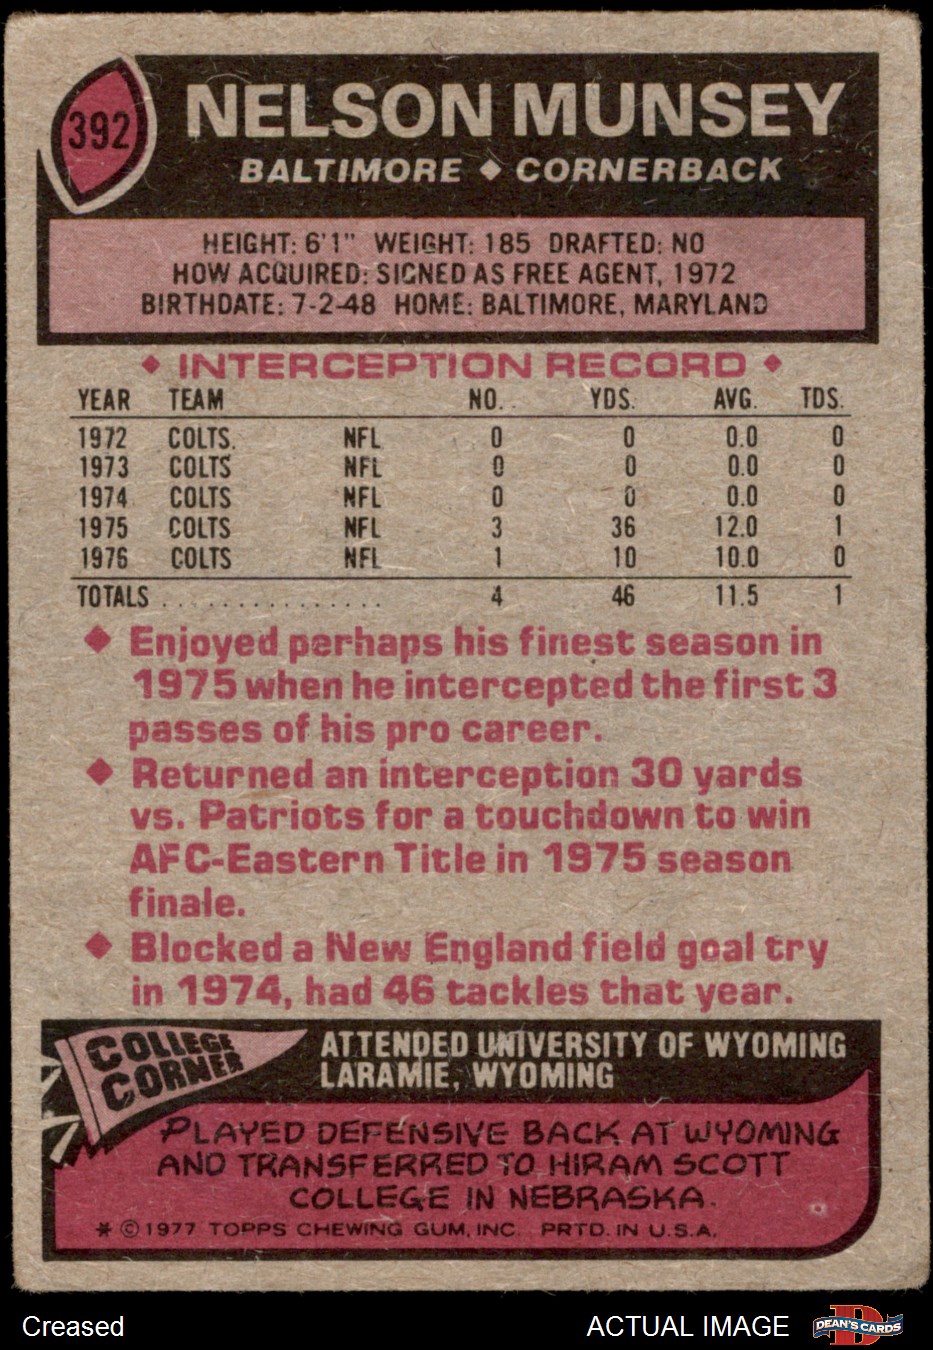 392
NELSON MUNSEY
BALTIMORE ◆ CORNERBACK
HEIGHT: 6'1" WEIGHT: 185 DRAFTED: NO
HOW ACQUIRED: SIGNED AS FREE AGENT, 1972
BIRTHDATE: 7-2-48 HOME: BALTIMORE, MARYLAND
◆ INTERCEPTION RECORD ◆
YEAR TEAM NO. YDS. AVG. TDS.
1972 COLTS NFL 0 0 0.0 0
1973 COLTS NFL 0 0 0.0 0
1974 COLTS NFL 0 0 0.0 0
1975 COLTS NFL 3 36 12.0 1
1976 COLTS NFL 1 10 10.0 0
TOTALS . . . . . . . . . . . . . . . 4 46 11.5 1
◆ Enjoyed perhaps his finest season in
1975 when he intercepted the first 3
passes of his pro career.
◆ Returned an interception 30 yards
vs. Patriots for a touchdown to win
AFC-Eastern Title in 1975 season
finale.
◆ Blocked a New England field goal try
in 1974, had 46 tackles that year.
COLLEGE
CORNER
ATTENDED UNIVERSITY OF WYOMING
LARAMIE, WYOMING
PLAYED DEFENSIVE BACK AT WYOMING
AND TRANSFERRED TO HIRAM SCOTT
COLLEGE IN NEBRASKA.
* © 1977 TOPPS CHEWING GUM, INC. PRTD. IN U.S.A.
Creased
ACTUAL IMAGE
D
DEAN'S CARDS